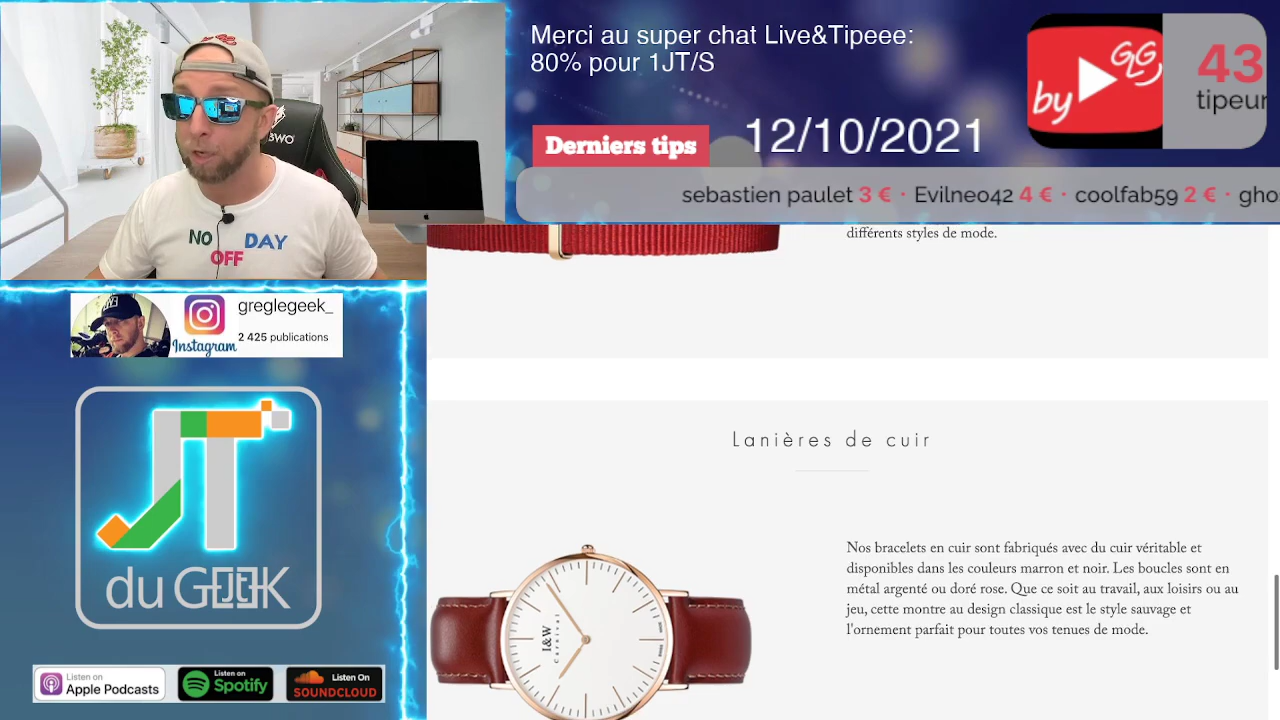 Merci au super chat Live&Tipeee:
80% pour 1JT/S
by GLG
43
tipeur
Derniers tips
12/10/2021
sebastien paulet 3 € · Evilneo42 4 € · coolfab59 2 € · gho
NO DAY
OFF
différents styles de mode.
greglegeek_
2 425 publications
Instagram
Lanières de cuir
JT
du GEEK
Nos bracelets en cuir sont fabriqués avec du cuir véritable et
disponibles dans les couleurs marron et noir. Les boucles sont en
métal argenté ou doré rose. Que ce soit au travail, aux loisirs ou au
jeu, cette montre au design classique est le style sauvage et
l'ornement parfait pour toutes vos tenues de mode.
I&W
Carnival
Listen on
Apple Podcasts
Listen on
Spotify
Listen On
SOUNDCLOUD